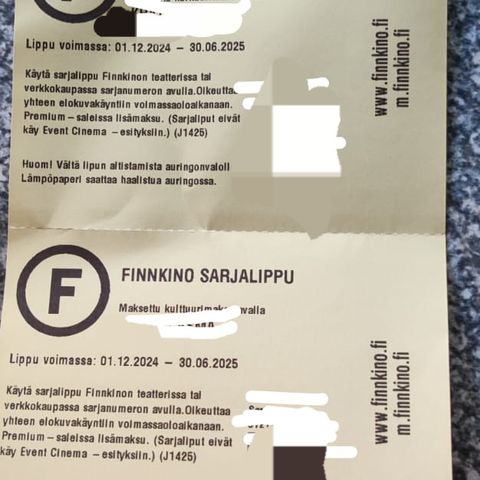 Lippu voimassa: 01.12.2024 – 30.06.2025
Käytä sarjalippu Finnkinon teatterissa tai
verkkokaupassa sarjanumeron avulla.Oikeuttaa
yhteen elokuvakäyntiin voimassaoloaikanaan.
Premium – saleissa lisämaksu. (Sarjaliput eivät
käy Event Cinema – esityksiin.) (J1425)
Huom! Vältä lipun altistamista auringonvalolle
Lämpöpaperi saattaa haalistua auringossa.
www.finnkino.fi
m.finnkino.fi
F
FINNKINO SARJALIPPU
Maksettu
Lippu voimassa: 01.12.2024 – 30.06.2025
Käytä sarjalippu Finnkinon teatterissa tai
verkkokaupassa sarjanumeron avulla.Oikeuttaa
yhteen elokuvakäyntiin voimassaoloaikanaan.
Premium – saleissa lisämaksu. (Sarjaliput eivät
käy Event Cinema – esityksiin.) (J1425)
www.finnkino.fi
m.finnkino.fi